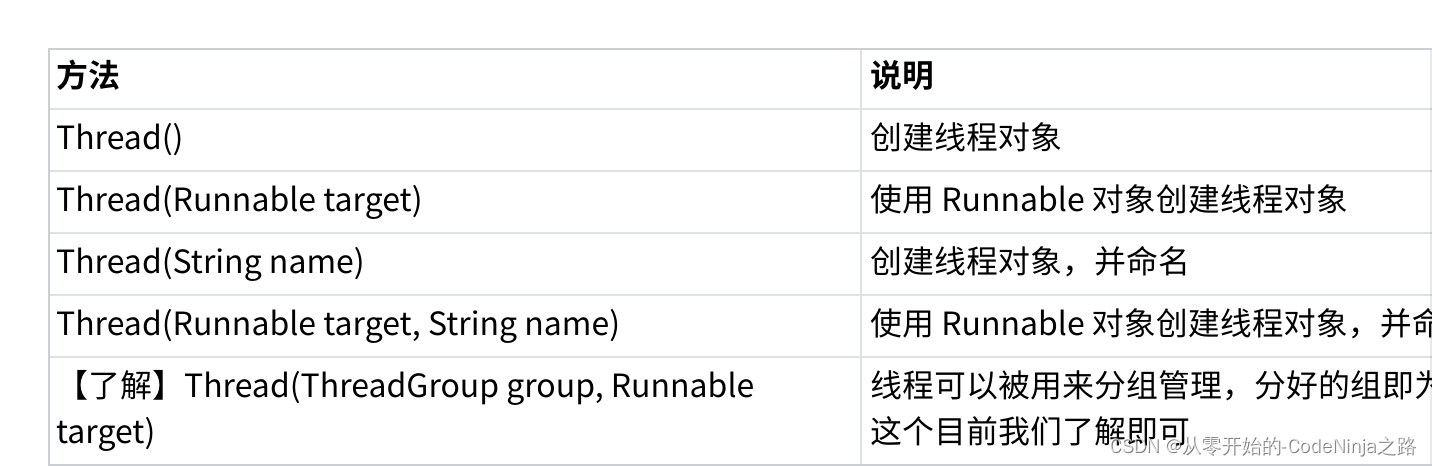 方法
说明
Thread()
创建线程对象
Thread(Runnable target)
使用 Runnable 对象创建线程对象
Thread(String name)
创建线程对象，并命名
Thread(Runnable target, String name)
使用 Runnable 对象创建线程对象，并命
【了解】Thread(ThreadGroup group, Runnable
target)
线程可以被用来分组管理，分好的组即为
这个目前我们了解即可
CSDN @从零开始的-CodeNinja之路